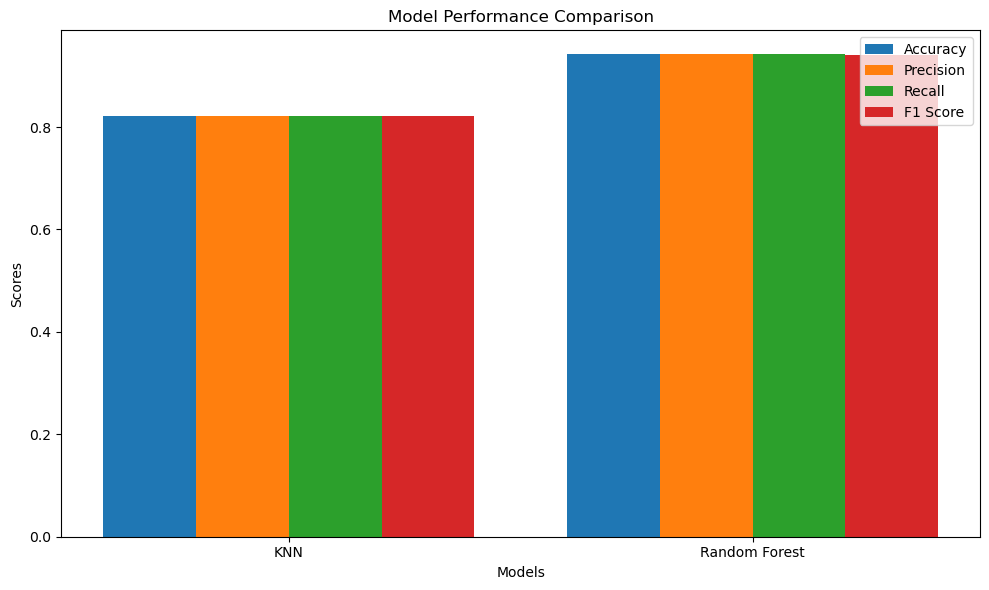 Model Performance Comparison
Accuracy
Precision
Recall
F1 Score
Scores
0.8
0.6
0.4
0.2
0.0
KNN
Random Forest
Models